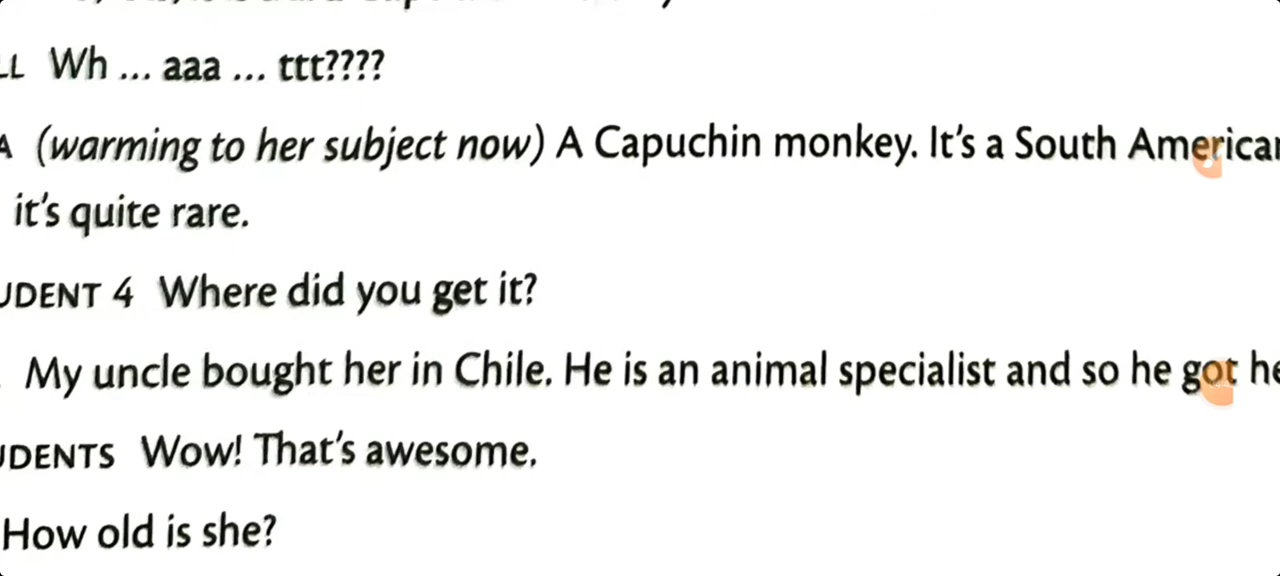 Wh ... aaa ... ttt????
(warming to her subject now) A Capuchin monkey. It's a South
it's quite rare.
4 Where did you get it?
My uncle bought her in Chile. He is an animal specialist and so he got
Wow! That's awesome.
How old is she?